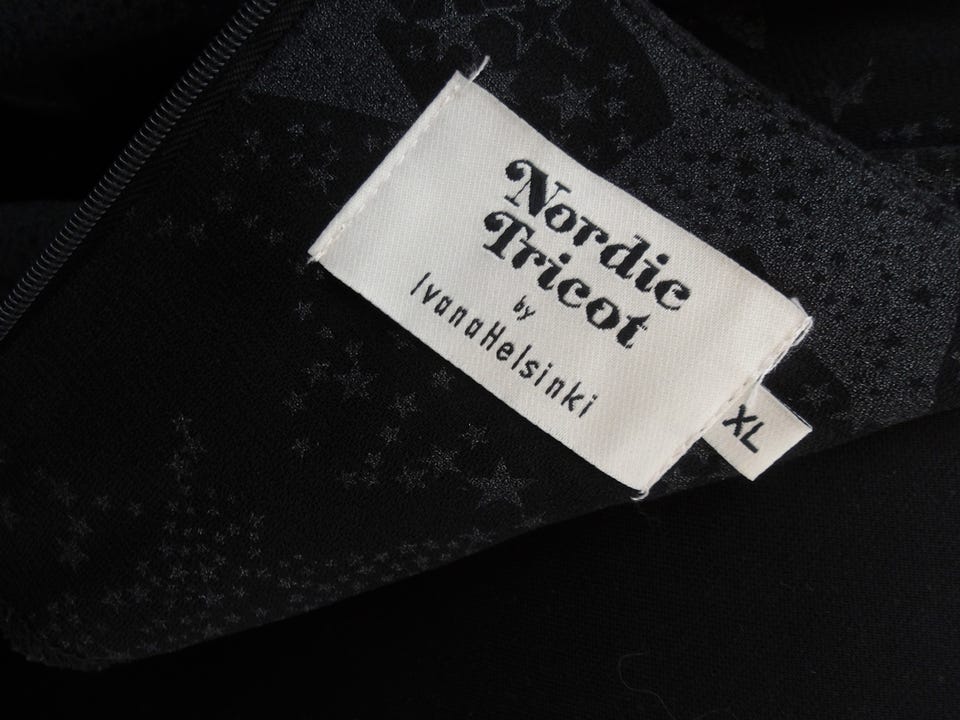 Nordic
Tricot
by
IvanaHelsinki
XL